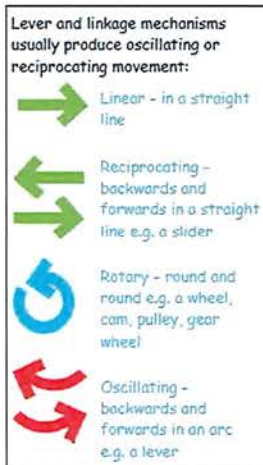 Lever and linkage mechanisms
usually produce oscillating or
reciprocating movement:
Linear - in a straight
line
Reciprocating -
backwards and
forwards in a straight
line e.g. a slider
Rotary - round and
round e.g. a wheel,
cam, pulley, gear
wheel
Oscillating -
backwards and
forwards in an arc
e.g. a lever